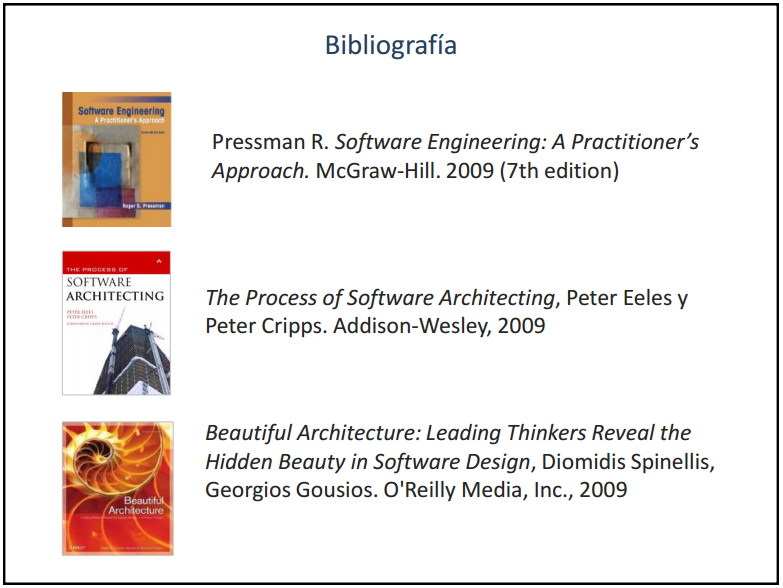 Bibliografía
Software Engineering
A Practitioner's Approach
Roger S. Pressman
Pressman R. Software Engineering: A Practitioner’s
Approach. McGraw-Hill. 2009 (7th edition)
THE PROCESS OF
SOFTWARE
ARCHITECTING
PETER EELES
PETER CRIPPS
The Process of Software Architecting, Peter Eeles y
Peter Cripps. Addison-Wesley, 2009
Beautiful
Architecture
Beautiful Architecture: Leading Thinkers Reveal the
Hidden Beauty in Software Design, Diomidis Spinellis,
Georgios Gousios. O'Reilly Media, Inc., 2009